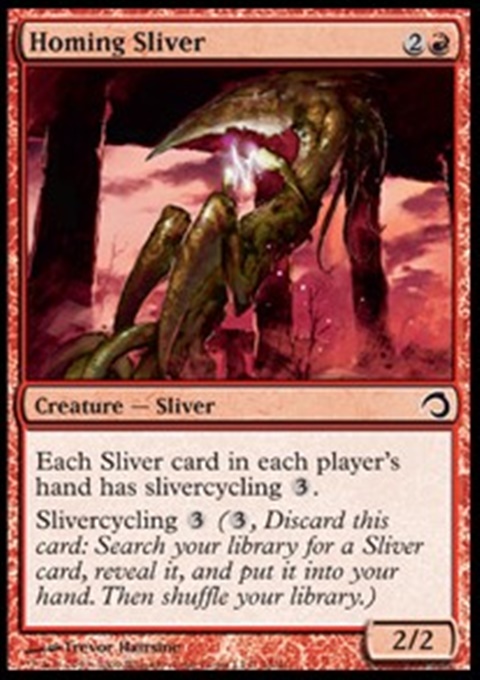 Homing Sliver 2
Creature — Sliver
Each Sliver card in each player's
hand has slivercycling 3.
Slivercycling 3 (3, Discard this
card: Search your library for a Sliver
card, reveal it, and put it into your
hand. Then shuffle your library.)
Trevor Hairsine
2/2